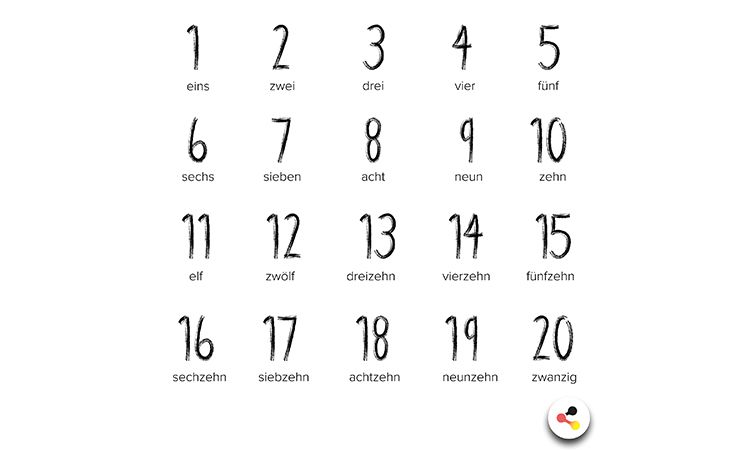 1 2 3 4 5
eins zwei drei vier fünf
6 7 8 9 10
sechs sieben acht neun zehn
11 12 13 14 15
elf zwölf dreizehn vierzehn fünfzehn
16 17 18 19 20
sechzehn siebzehn achtzehn neunzehn zwanzig